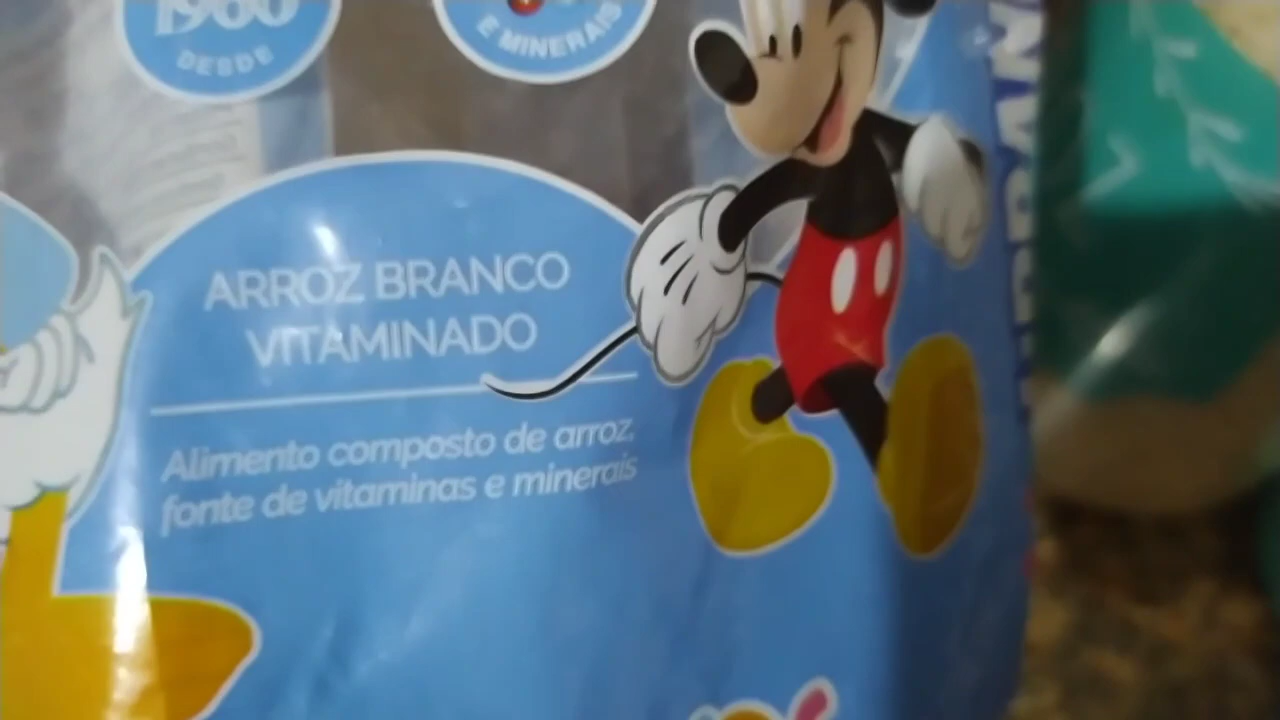 1960
DESDE
E MINERAIS
ARROZ BRANCO
VITAMINADO
Alimento composto de arroz,
fonte de vitaminas e minerais